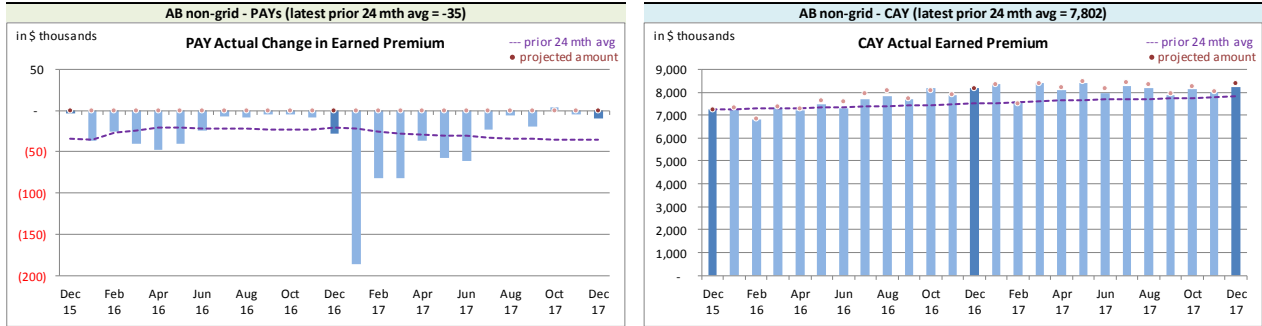 AB non-grid - PAYs (latest prior 24 mth avg = -35)
in $ thousands
PAY Actual Change in Earned Premium
--- prior 24 mth avg
• projected amount
50
-
(50)
(100)
(150)
(200)
Dec 15 Feb 16 Apr 16 Jun 16 Aug 16 Oct 16 Dec 16 Feb 17 Apr 17 Jun 17 Aug 17 Oct 17 Dec 17
AB non-grid - CAY (latest prior 24 mth avg = 7,802)
in $ thousands
CAY Actual Earned Premium
--- prior 24 mth avg
• projected amount
9,000
8,000
7,000
6,000
5,000
4,000
3,000
2,000
1,000
-
Dec 15 Feb 16 Apr 16 Jun 16 Aug 16 Oct 16 Dec 16 Feb 17 Apr 17 Jun 17 Aug 17 Oct 17 Dec 17